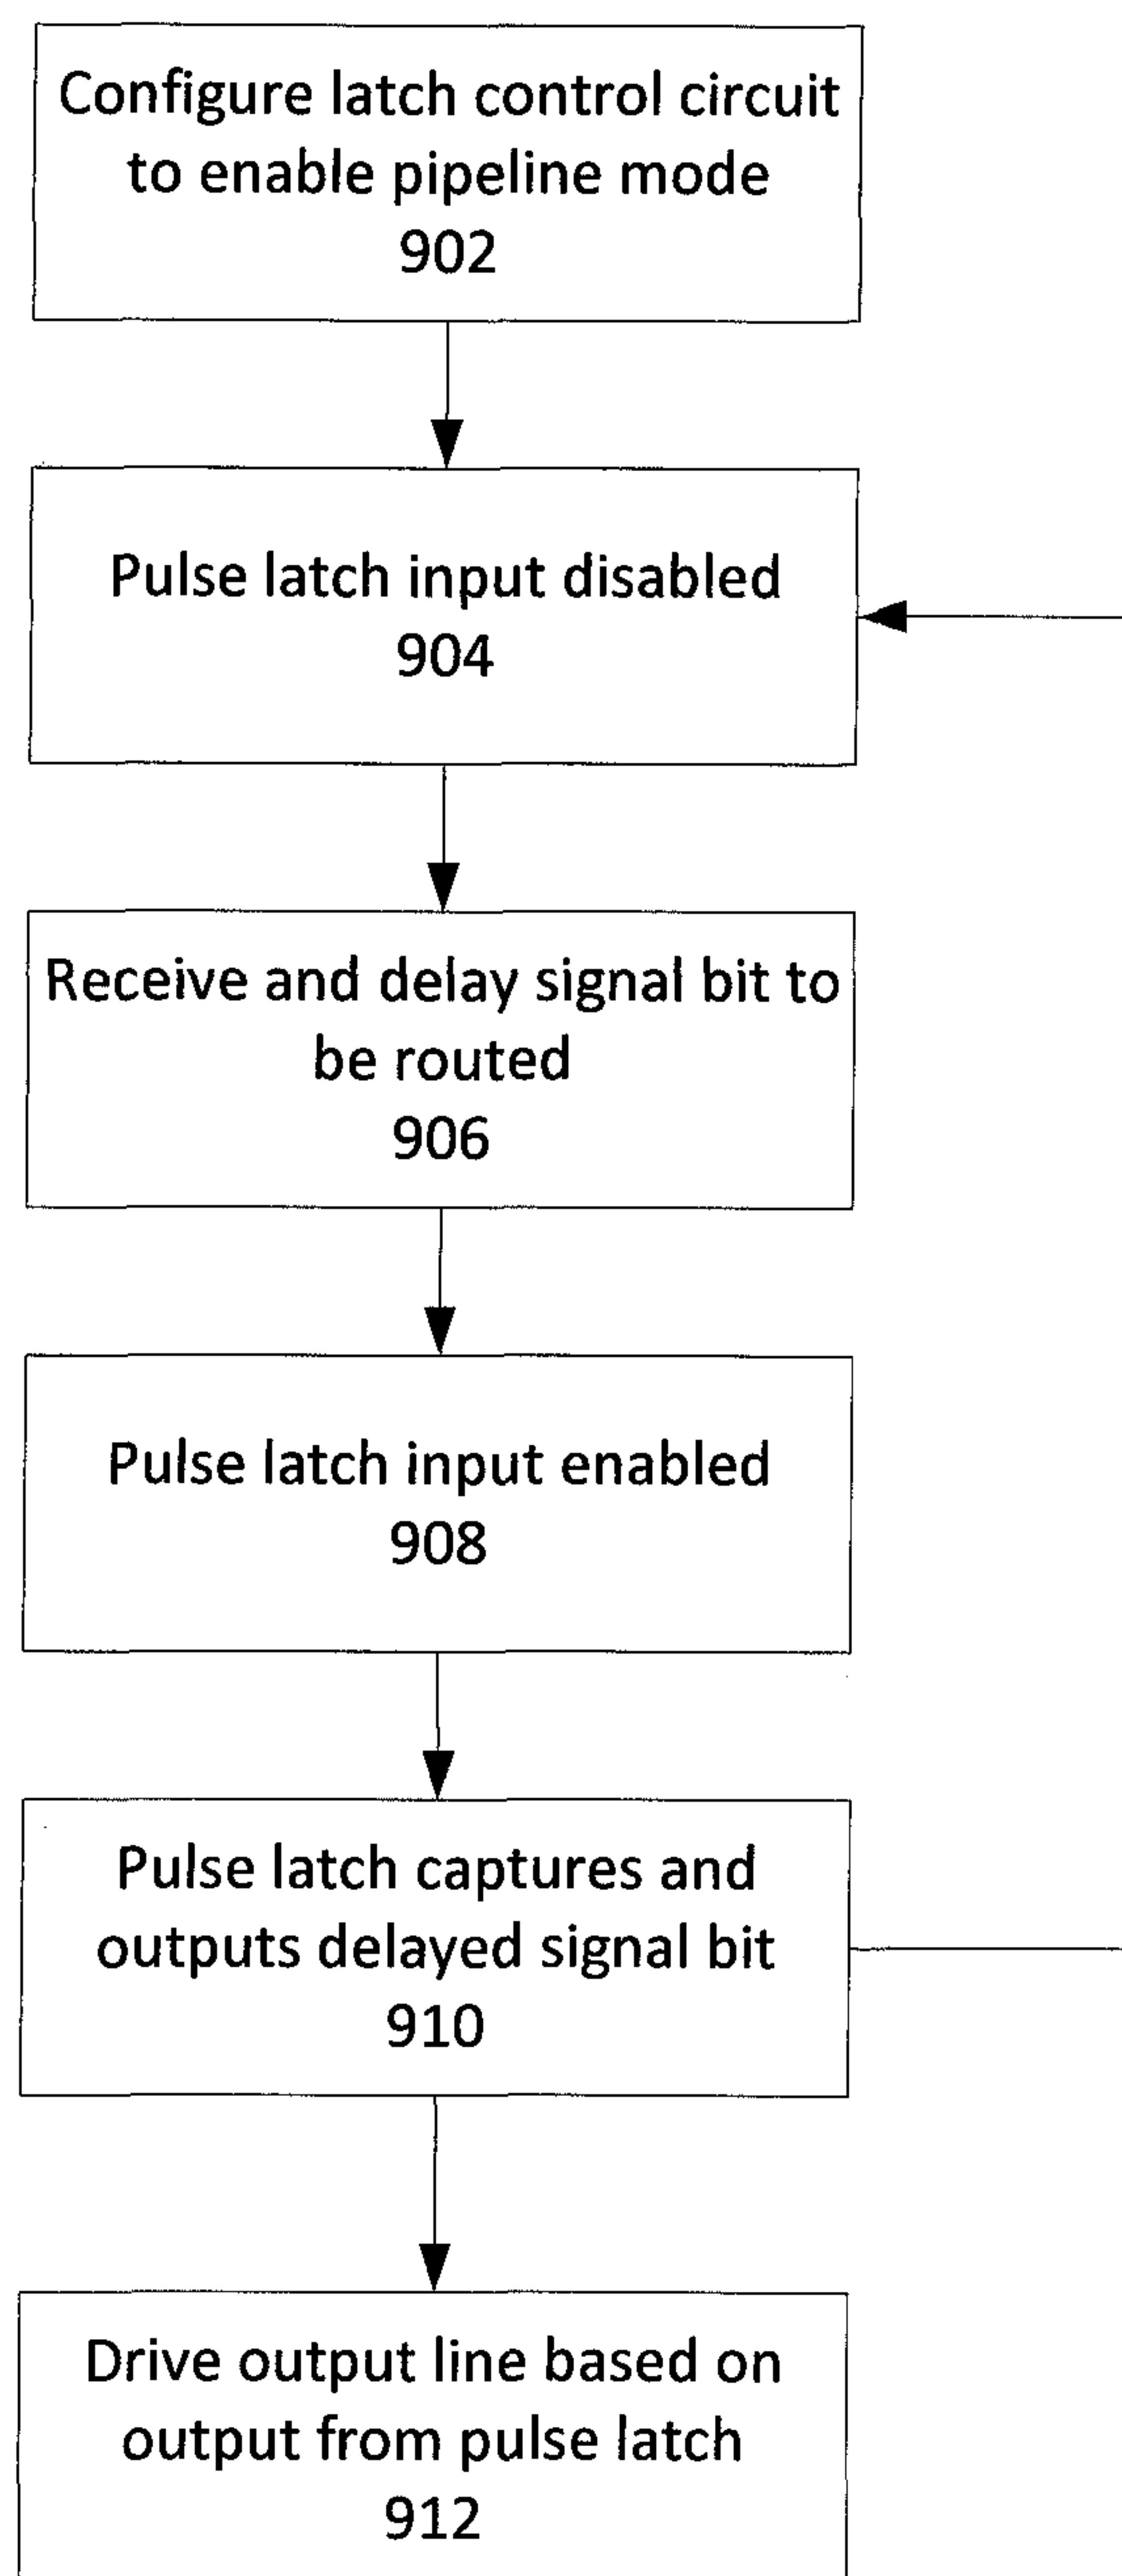 Configure latch control circuit
to enable pipeline mode
902
Pulse latch input disabled
904
Receive and delay signal bit to
be routed
906
Pulse latch input enabled
908
Pulse latch captures and
outputs delayed signal bit
910
Drive output line based on
output from pulse latch
912